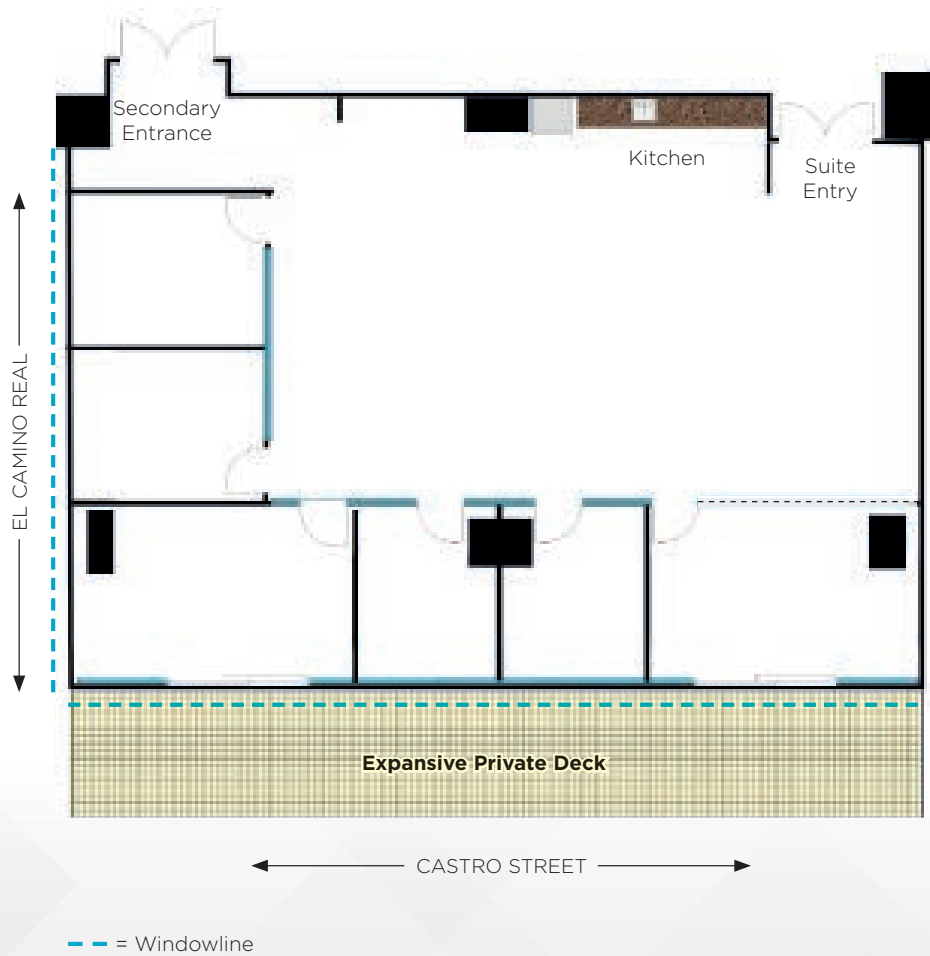 Secondary
Entrance
Kitchen
Suite
Entry
EL CAMINO REAL
Expansive Private Deck
CASTRO STREET
= Windowline